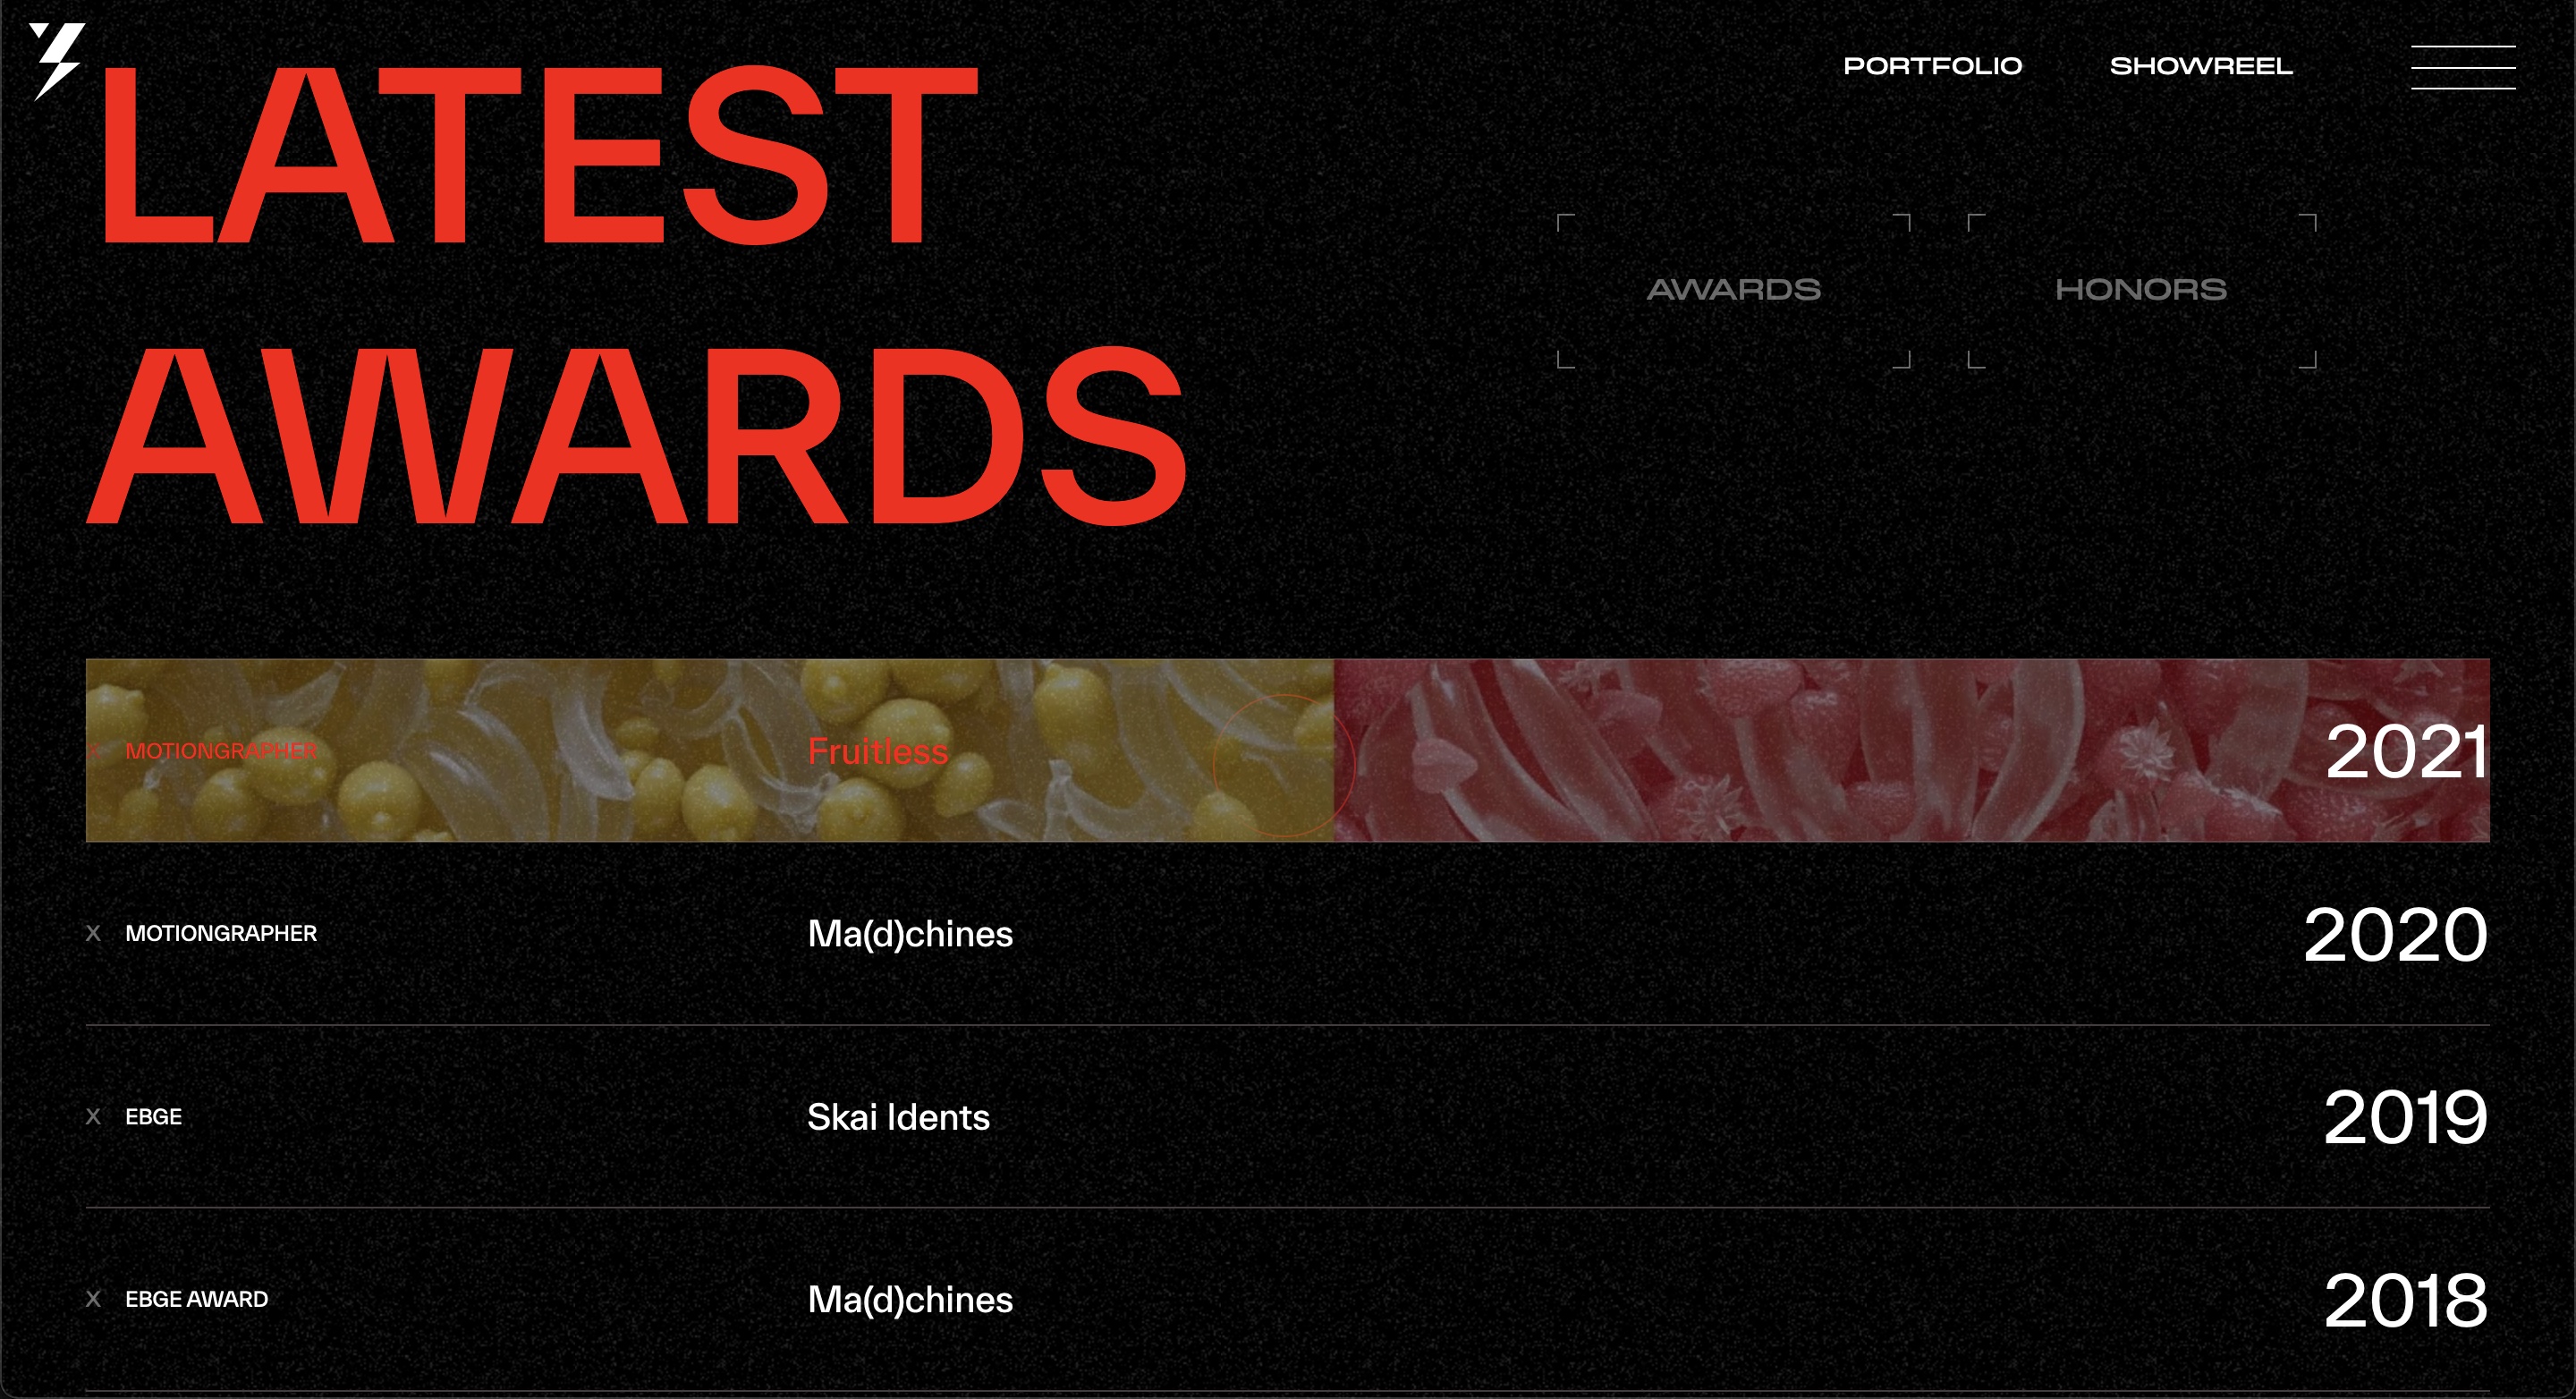 LATEST
AWARDS
PORTFOLIO
SHOWREEL
AWARDS
HONORS
X MOTIONGRAPHER Fruitless 2021
X MOTIONGRAPHER Ma(d)chines 2020
X EBGE Skai Idents 2019
X EBGE AWARD Ma(d)chines 2018